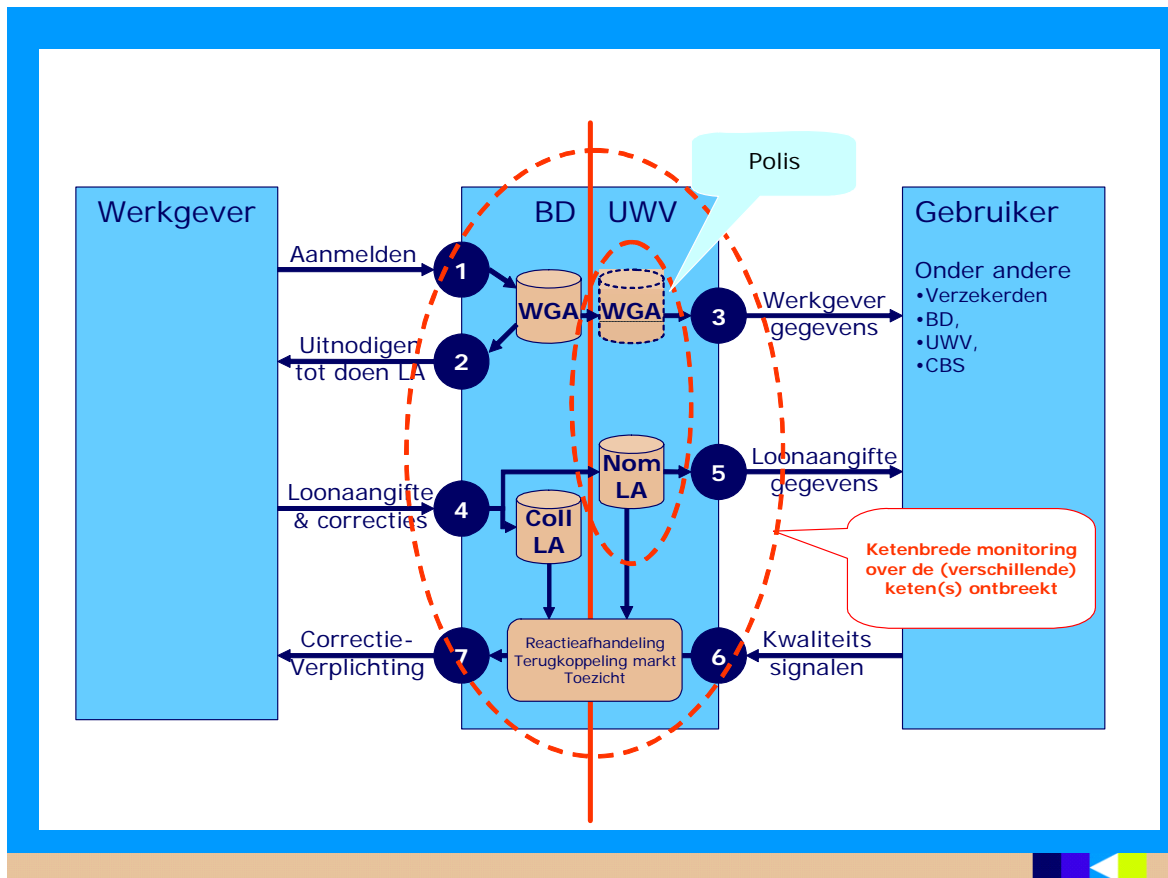 Polis
Werkgever
BD
UWV
Gebruiker
Aanmelden
1
WGA
WGA
3
Werkgever
gegevens
Onder andere
•Verzekerden
•BD,
•UWV,
•CBS
Uitnodigen
tot doen LA
2
Loonaangifte
& correcties
4
Coll
LA
Nom
LA
5
Loonaangifte
gegevens
Ketenbrede monitoring
over de (verschillende)
keten(s) ontbreekt
Correctie-
Verplichting
7
Reactieafhandeling
Terugkoppeling markt
Toezicht
6
Kwaliteits
signalen